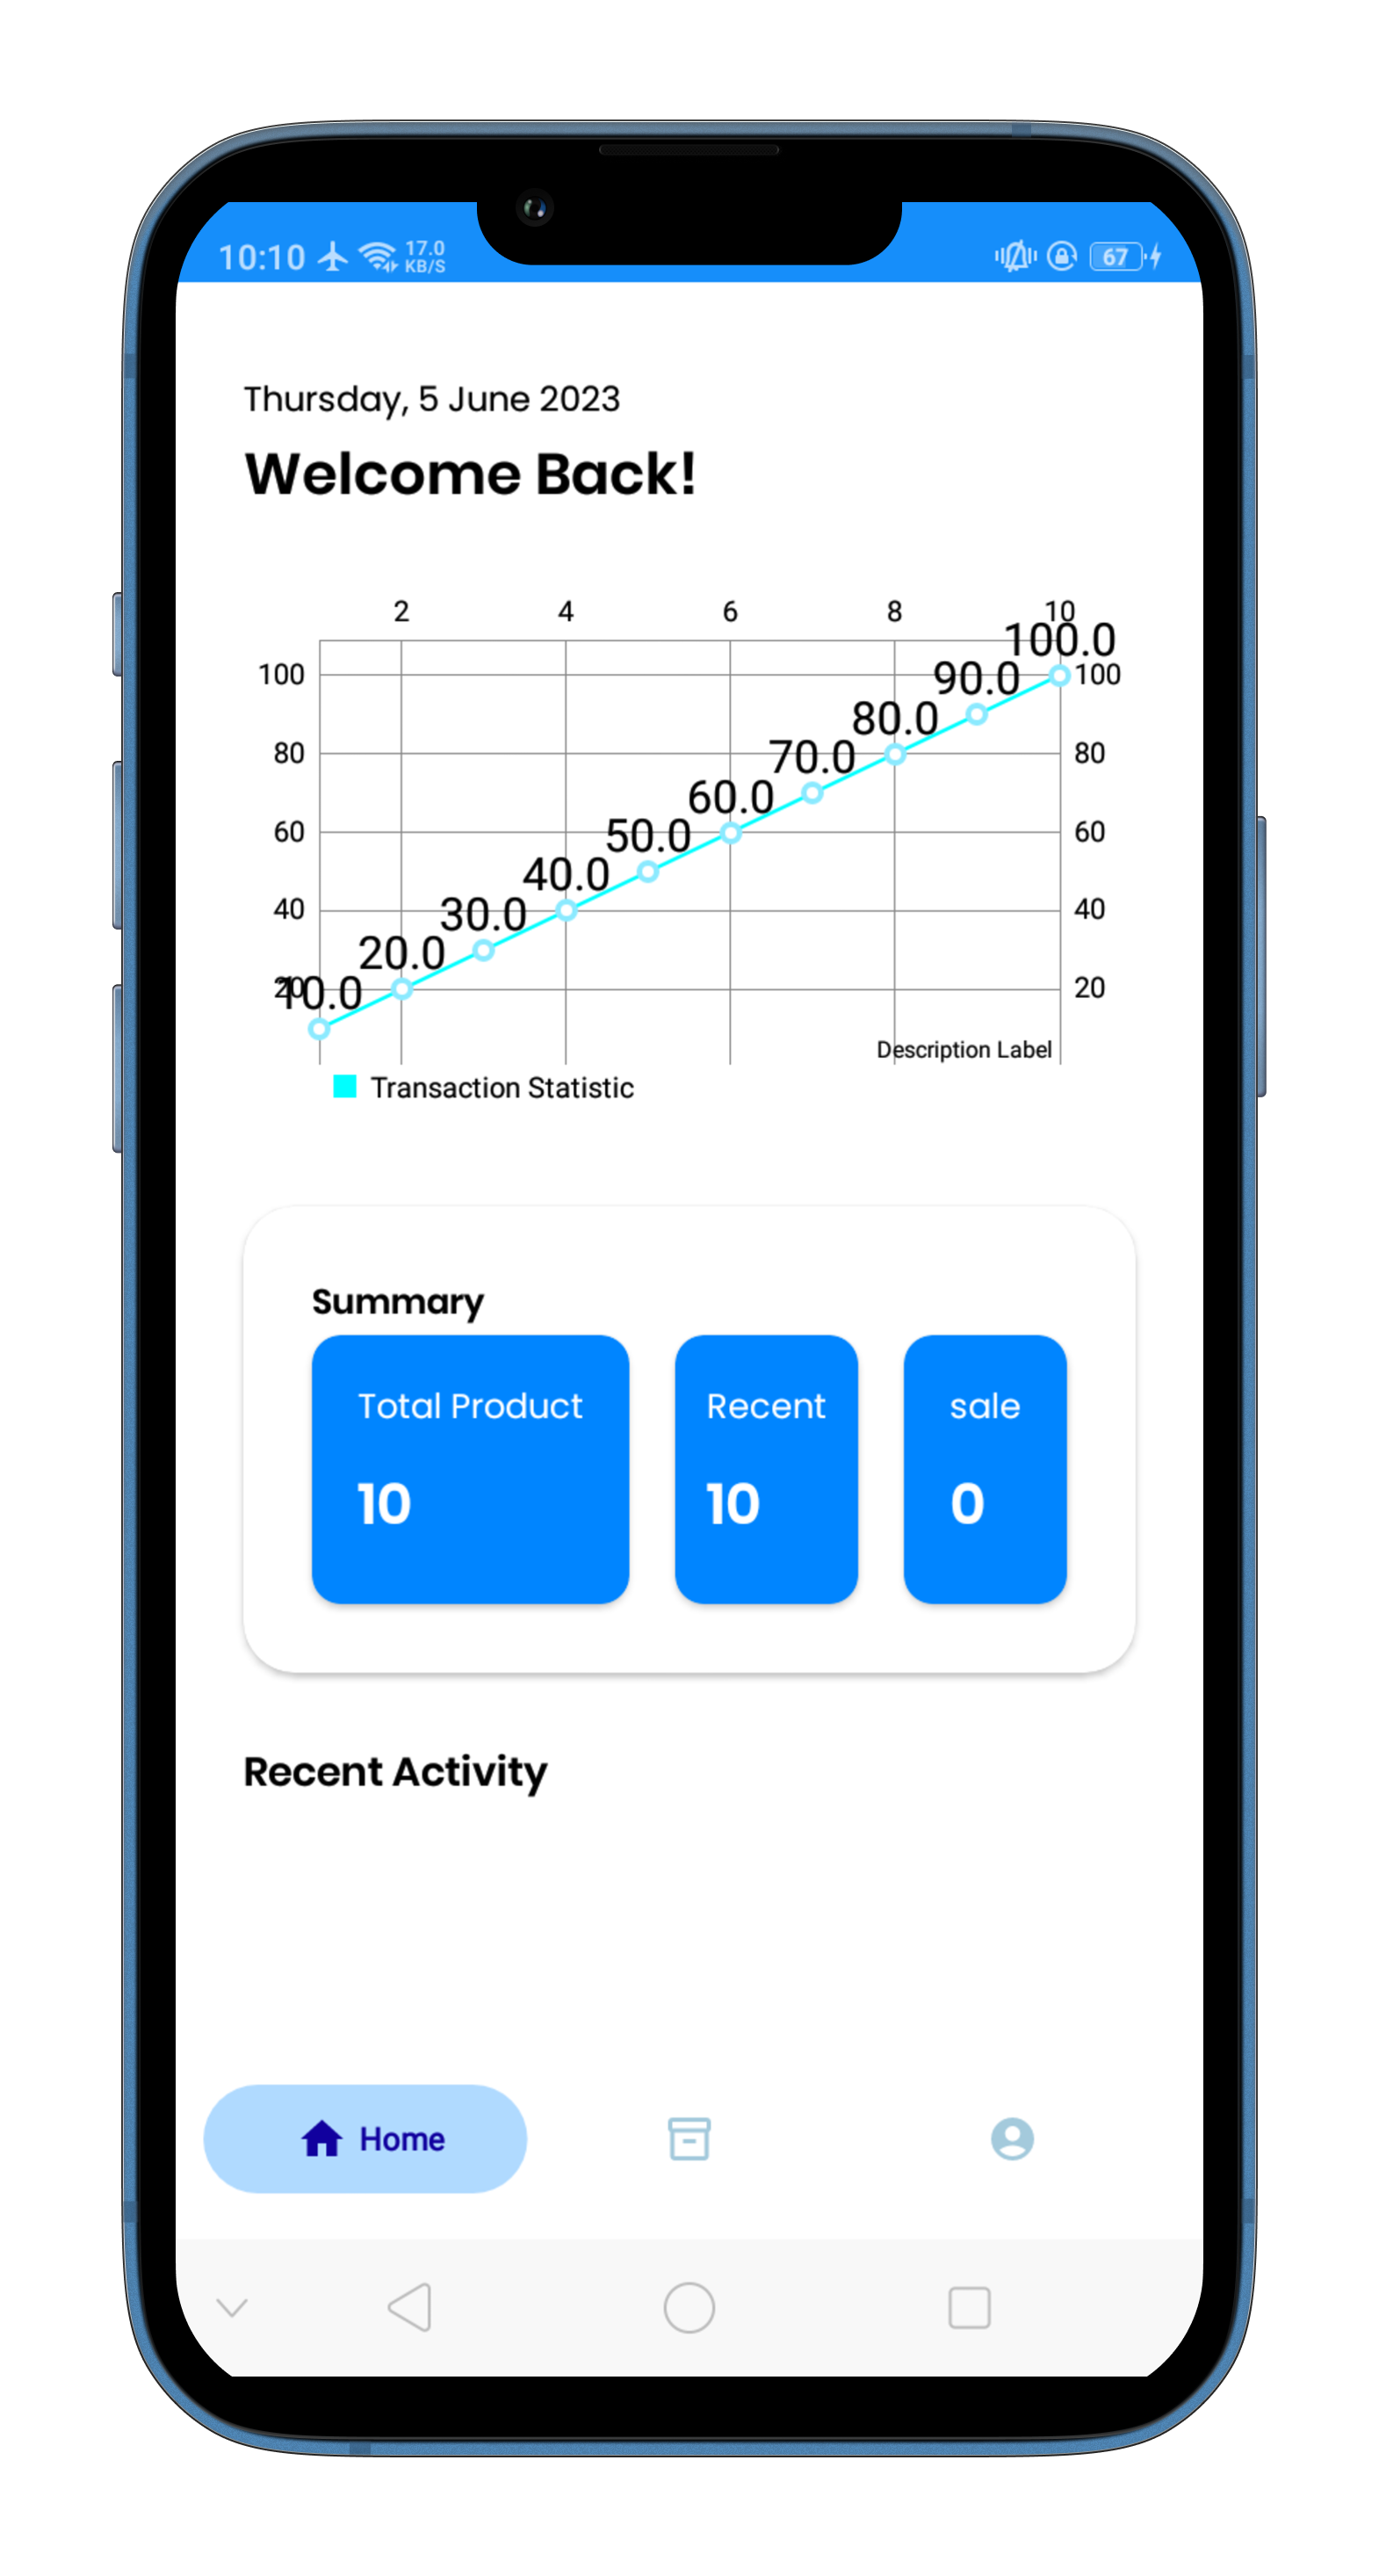 10:10 17.0 KB/S 67
Thursday, 5 June 2023
Welcome Back!
2 4 6 8 10
100.0
100 90.0 100
80.0
80 70.0 80
60.0
60 50.0 60
40.0
40 30.0 40
20.0
20 10.0 20
Description Label
Transaction Statistic
Summary
Total Product Recent sale
10 10 0
Recent Activity
Home